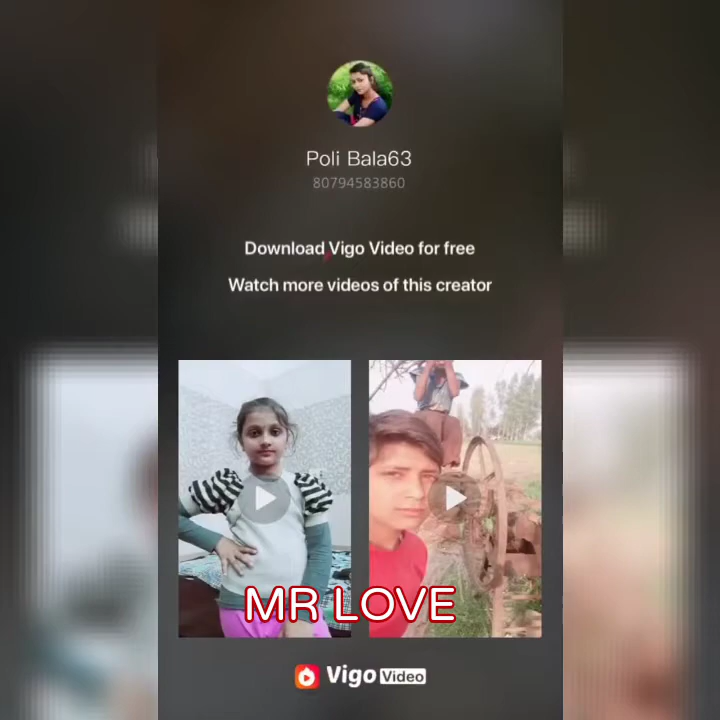 Poli Bala63
80794583860
Download Vigo Video for free
Watch more videos of this creator
MR LOVE
Vigo Video